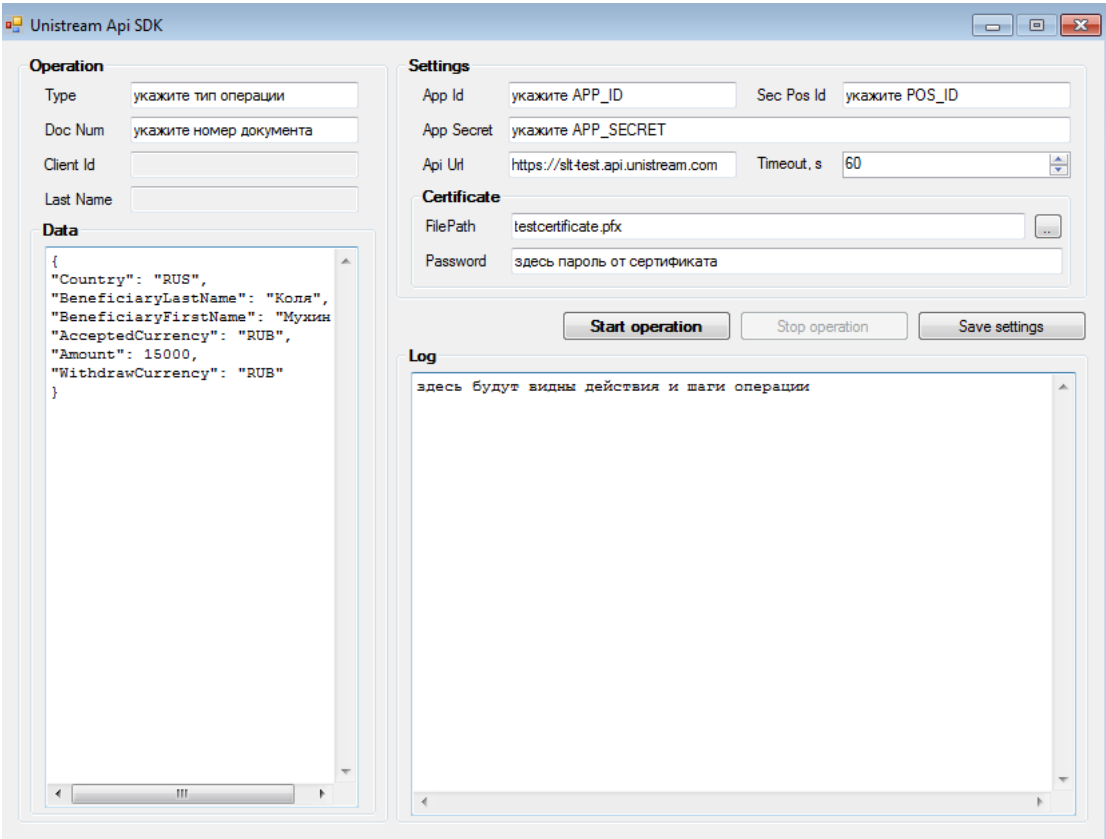 Unistream Api SDK
Operation
Type укажите тип операции
Doc Num укажите номер документа
Client Id
Last Name
Data
{
"Country": "RUS",
"BeneficiaryLastName": "Коля",
"BeneficiaryFirstName": "Мухин
"AcceptedCurrency": "RUB",
"Amount": 15000,
"WithdrawCurrency": "RUB"
}
Settings
App Id укажите APP_ID Sec Pos Id укажите POS_ID
App Secret укажите APP_SECRET
Api Url https://slt-test.api.unistream.com Timeout, s 60
Certificate
FilePath testcertificate.pfx ..
Password здесь пароль от сертификата
Start operation Stop operation Save settings
Log
здесь будут видны действия и шаги операции